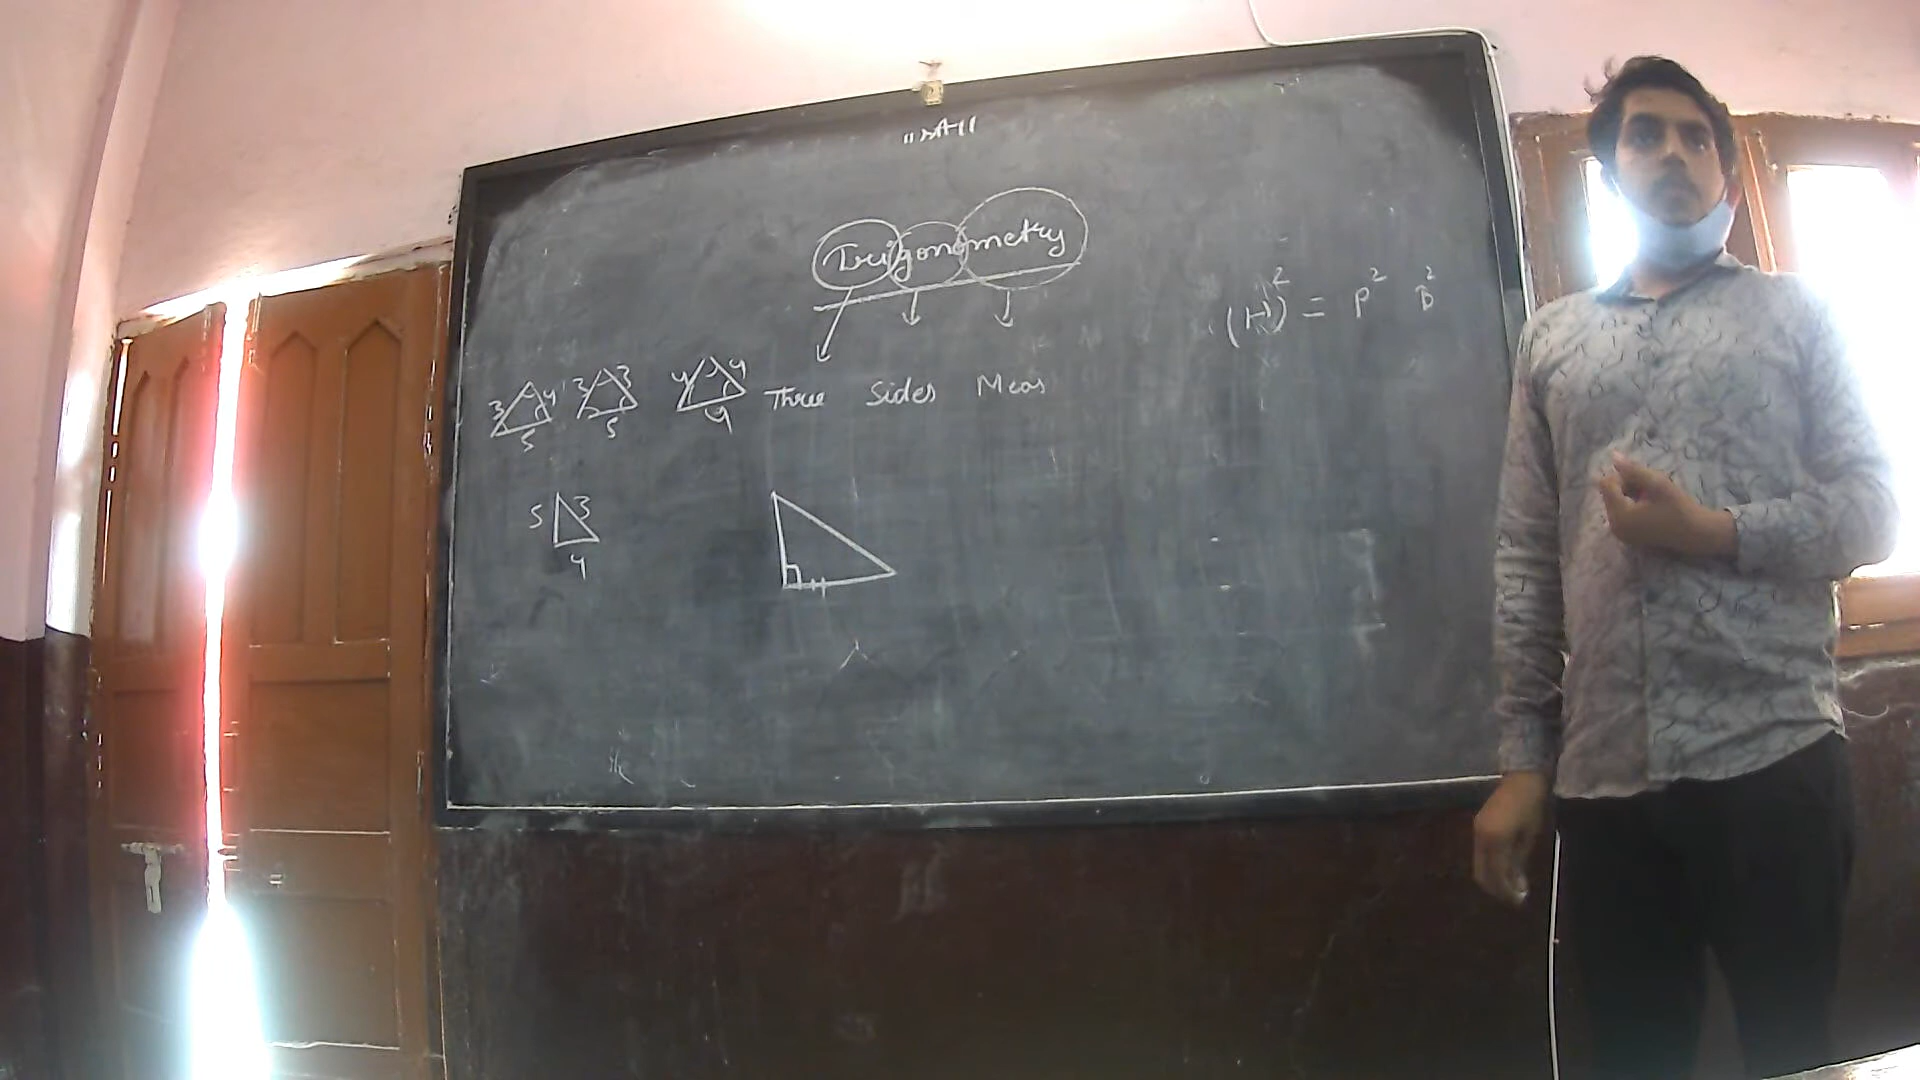 Trigonometry
(H)² = P² B²
3 4 5
3 3 5
4 4 4
Three Sides Meas
5 3 4